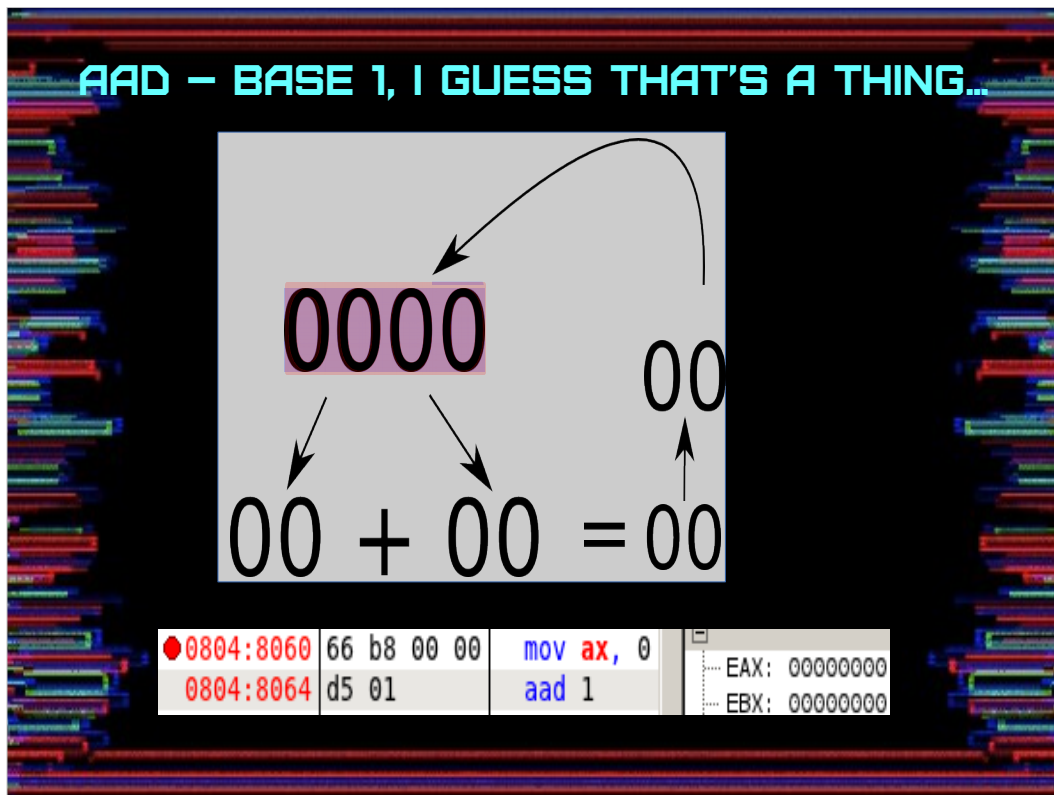 AAD – BASE 1, I GUESS THAT'S A THING...
0000
00
00 + 00 = 00
0804:8060 66 b8 00 00 mov ax, 0
0804:8064 d5 01 aad 1
EAX: 00000000
EBX: 00000000